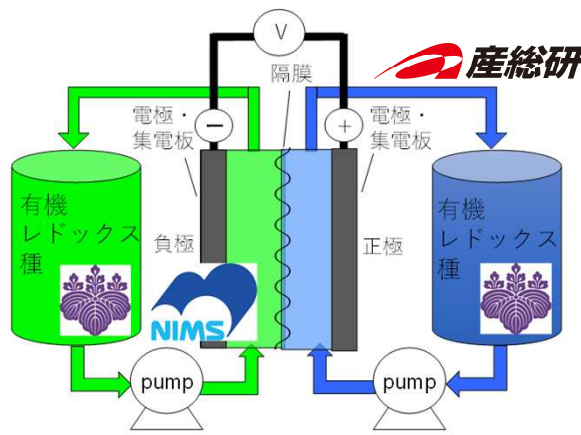 V
産総研
隔膜
電極・
集電板
−
+
電極・
集電板
有機
レドックス
種
負極
正極
有機
レドックス
種
NIMS
pump
pump